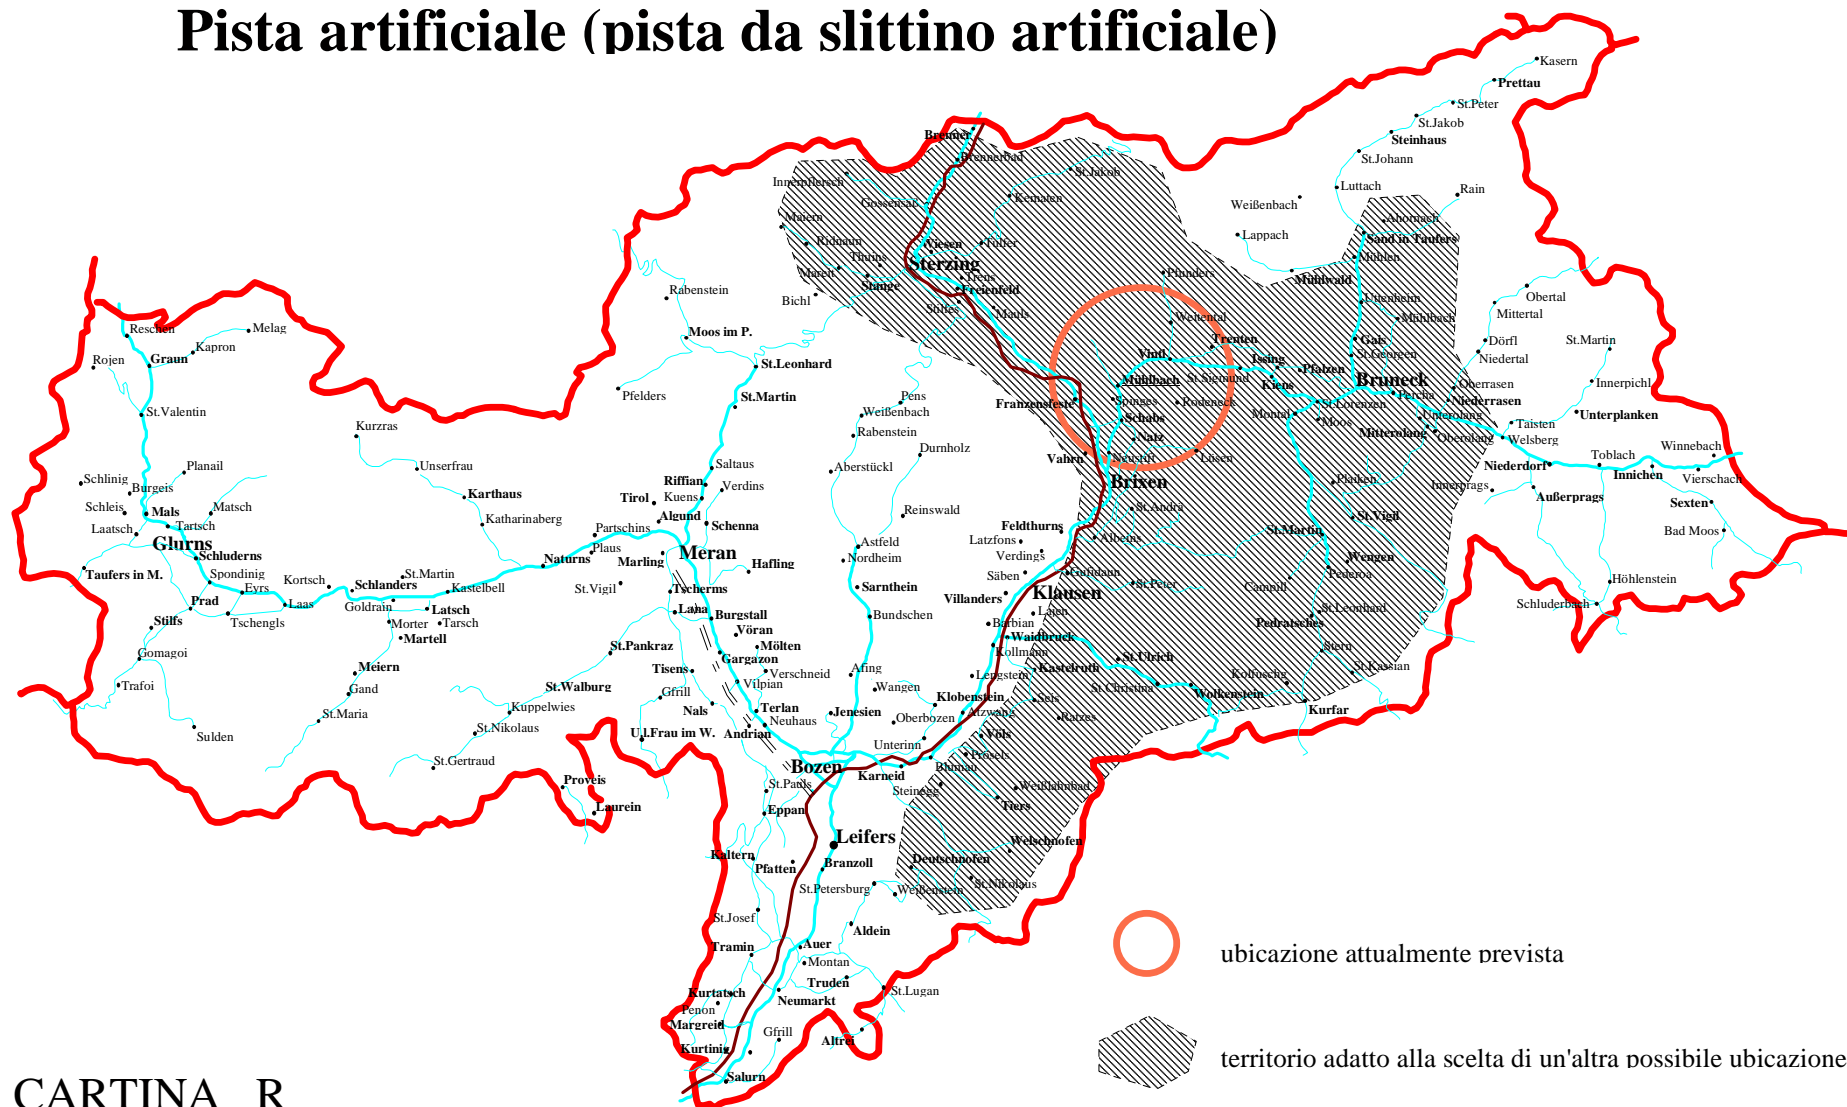 Pista artificiale (pista da slittino artificiale)
Kasern
Prettau
St.Peter
St.Jakob
Steinhaus
St.Johann
Brenner
Brennerbad
St.Jakob
Innerpflersch
Luttach
Rain
Kematen
Weißenbach
Gossensaß
Ahornach
Maiern
Lappach
Sand in Taufers
Ridnaun
Wiesen
Tulfer
Thuins
Mühlen
Sterzing
Mareit
Trens
Pfunders
Mühlwald
Stange
Freienfeld
Rabenstein
Bichl
Stilfes
Mauls
Uttenheim
Obertal
Mittertal
Weitental
Mühlbach
Reschen
Melag
Moos im P.
Trenten
Gais
Dörfl
St.Martin
Kapron
Rojen
Graun
Vintl
Issing
St.Georgen
Niedertal
St.Leonhard
Pfalzen
Mühlbach
St.Sigmund
Kiens
Bruneck
Oberrasen
Innerpichl
Pfelders
St.Martin
Pens
Franzensfeste
Spinges
Rodeneck
St.Lorenzen
Percha
Niederrasen
St.Valentin
Weißenbach
Schabs
Montal
Moos
Unterolang
Unterplanken
Kurzras
Rabenstein
Natz
Mitterolang
Oberolang
Taisten
Welsberg
Durnholz
Vahrn
Neustift
Lüsen
Winnebach
Planail
Unserfrau
Saltaus
Aberstückl
Niederdorf
Toblach
Innichen
Vierschach
Schlinig
Burgeis
Riffian
Verdins
Brixen
Plaiken
Innerprags
Karthaus
Tirol
Kuens
Außerprags
Schleis
Mals
Matsch
Sexten
Laatsch
Tartsch
Katharinaberg
Algund
Schenna
Reinswald
St.Andrä
St.Vigil
Partschins
Feldthurns
St.Martin
Bad Moos
Glurns
Schluderns
Plaus
Meran
Astfeld
Latzfons
Albeins
Naturns
Marling
Nordheim
Verdings
Wengen
Taufers in M.
Spondinig
St.Martin
Hafling
Säben
Gufidaun
Pederoa
Höhlenstein
Kortsch
Schlanders
Kastelbell
St.Vigil
Tscherms
Sarnthein
St.Peter
Campill
Prad
Eyrs
Laas
Goldrain
Latsch
Villanders
Klausen
Schluderbach
Tschengls
Tarsch
Lana
Burgstall
Bundschen
Lajen
St.Leonhard
Stilfs
Morter
Barbian
Pedratsches
Martell
Vöran
Waidbruck
Gomagoi
St.Pankraz
Mölten
Kollmann
Stern
Meiern
Gargazon
St.Ulrich
Tisens
Verschneid
Afing
Kastelruth
St.Kassian
Trafoi
Gand
St.Walburg
Vilpian
Lengstein
Kolfuschg
Gfrill
Wangen
St.Christina
Wolkenstein
Kuppelwies
Klobenstein
Seis
St.Maria
Nals
Terlan
Jenesien
Atzwang
Ratzes
Kurfar
St.Nikolaus
Neuhaus
Oberbozen
Sulden
U.l.Frau im W.
Andrian
Völs
Unterinn
Prösels
St.Gertraud
Bozen
Karneid
Blumau
Proveis
St.Pauls
Steinegg
Weißlahnbad
Laurein
Eppan
Tiers
Leifers
Welschnofen
Kaltern
Pfatten
Branzoll
Deutschnofen
St.Petersburg
Weißenstein
St.Nikolaus
St.Josef
Aldein
Tramin
Auer
ubicazione attualmente prevista
Montan
Truden
St.Lugan
Kurtatsch
Neumarkt
Penon
Margreid
Gfrill
Altrei
Kurtinig
territorio adatto alla scelta di un'altra possibile ubicazione
Salurn
CARTINA R